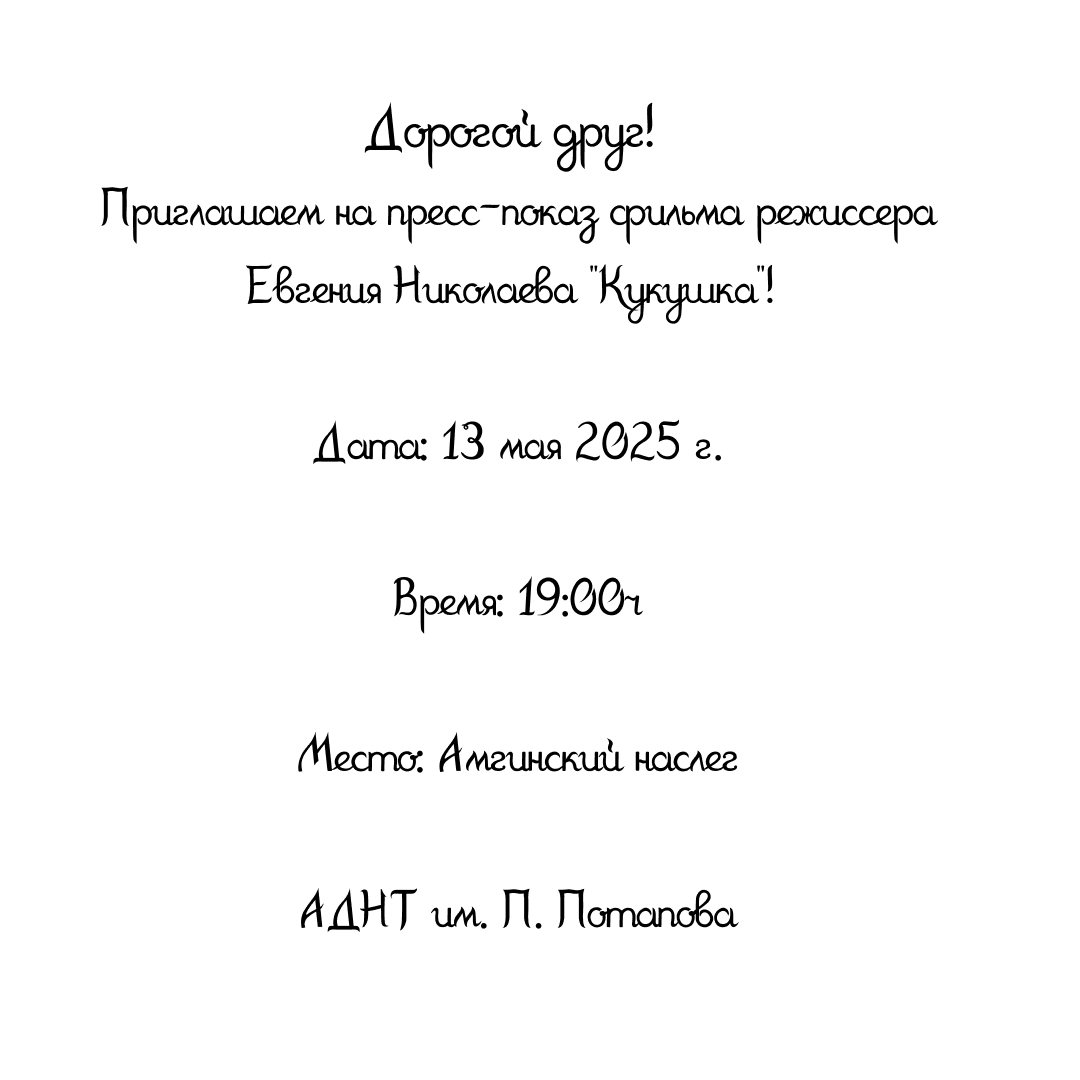 Дорогой друг!
Приглашаем на пресс-показ фильма режиссера
Евгения Николаева "Кукушка"!
Дата: 13 мая 2025 г.
Время: 19:00ч
Место: Амгинский наслег
АДНТ им. П. Потапова